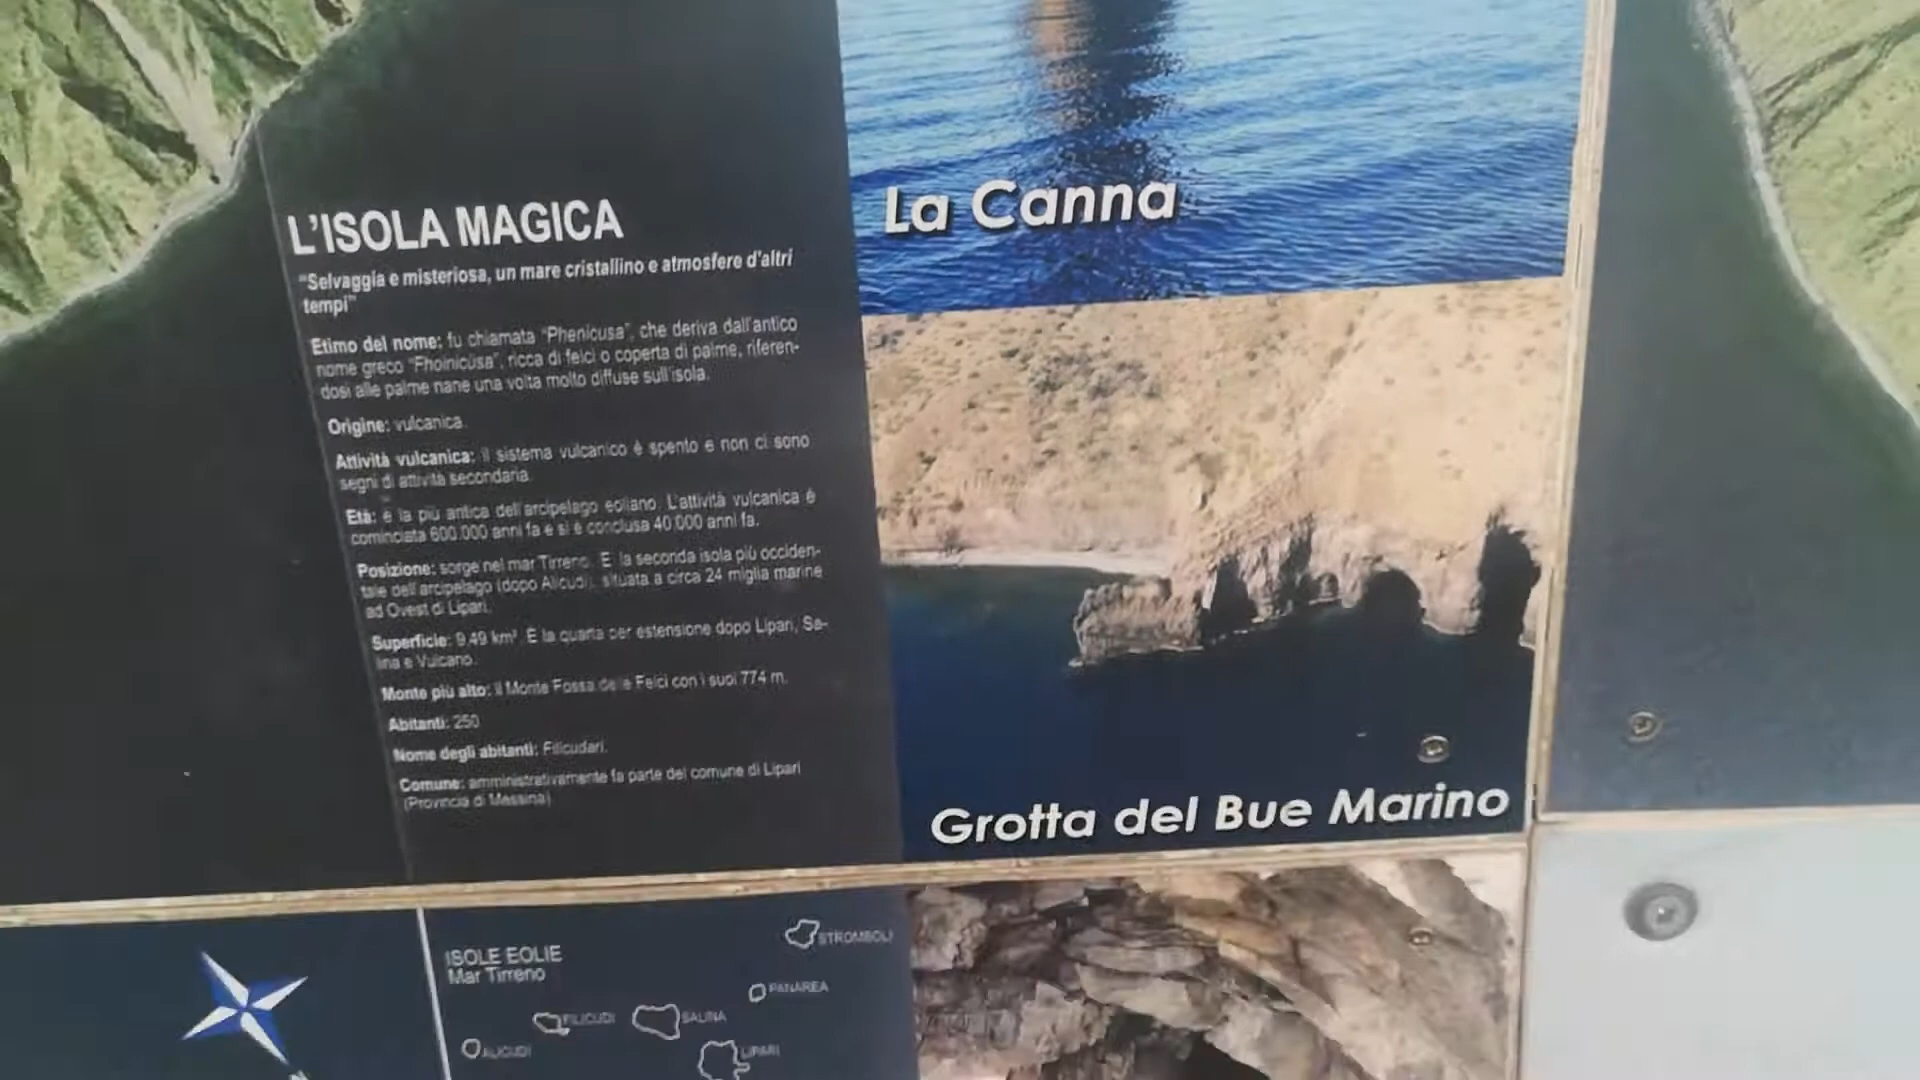 L'ISOLA MAGICA
"Selvaggia e misteriosa, un mare cristallino e atmosfere d'altri
tempi"
Etimo del nome: fu chiamata "Phenicusa", che deriva dall'antico
nome greco "Fhoinicùsa", ricca di felci o coperta di palme, riferen-
dosi alle palme nane una volta molto diffuse sull'isola.
Origine: vulcanica.
Attività vulcanica: il sistema vulcanico è spento e non ci sono
segni di attività secondaria.
Età: è la più antica dell'arcipelago eoliano. L'attività vulcanica è
cominciata 600.000 anni fa e si è conclusa 40.000 anni fa.
Posizione: sorge nel mar Tirreno. È la seconda isola più occiden-
tale dell'arcipelago (dopo Alicudi), situata a circa 24 miglia marine
ad Ovest di Lipari.
Superficie: 9,49 km². È la quarta per estensione dopo Lipari, Sa-
lina e Vulcano.
Monte più alto: il Monte Fossa delle Felci con i suoi 774 m.
Abitanti: 250
Nome degli abitanti: Filicudari.
Comune: amministrativamente fa parte del comune di Lipari
(Provincia di Messina)
La Canna
Grotta del Bue Marino
ISOLE EOLIE
Mar Tirreno
STROMBOLI
PANAREA
FILICUDI
SALINA
ALICUDI
LIPARI